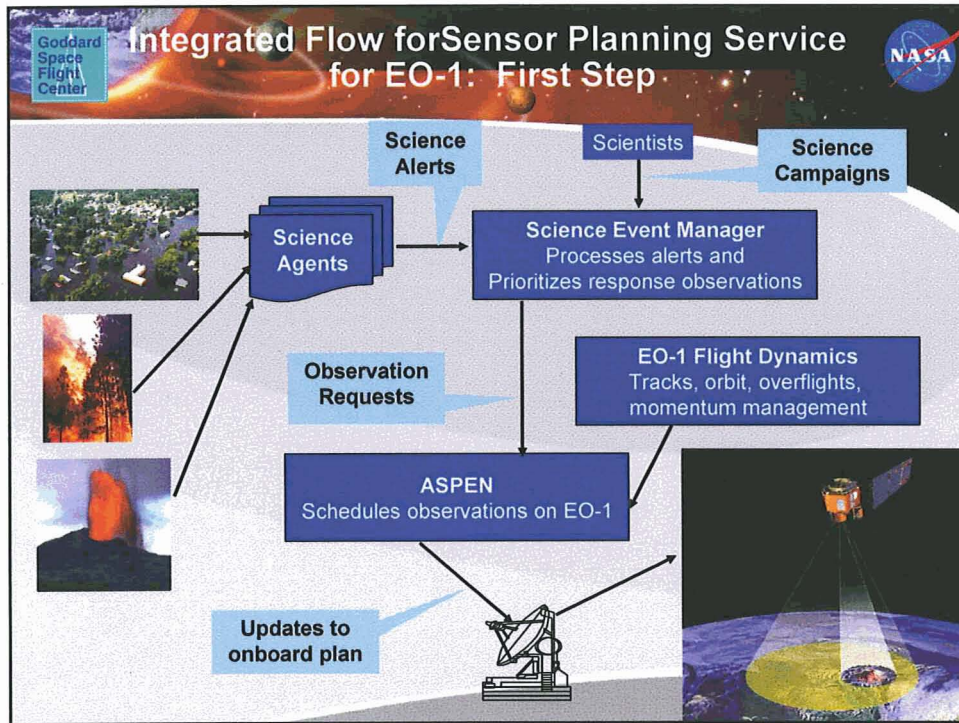 Goddard
Space
Flight
Center
Integrated Flow forSensor Planning Service
for EO-1: First Step
NASA
Science
Alerts
Scientists
Science
Campaigns
Science
Agents
Science Event Manager
Processes alerts and
Prioritizes response observations
Observation
Requests
EO-1 Flight Dynamics
Tracks, orbit, overflights,
momentum management
ASPEN
Schedules observations on EO-1
Updates to
onboard plan